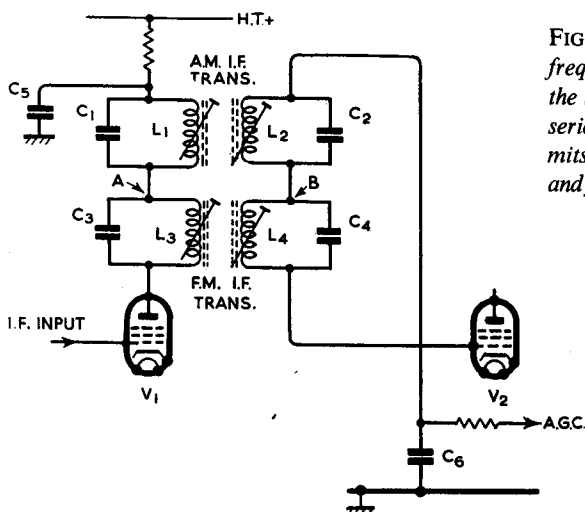 H.T.+
A.M. I.F.
TRANS.
C5
C1
L1
L2
C2
A
B
C3
L3
L4
C4
F.M. I.F.
TRANS.
I.F. INPUT
V1
V2
A.G.C.
C6
FIG
freq
the
serie
mits
and